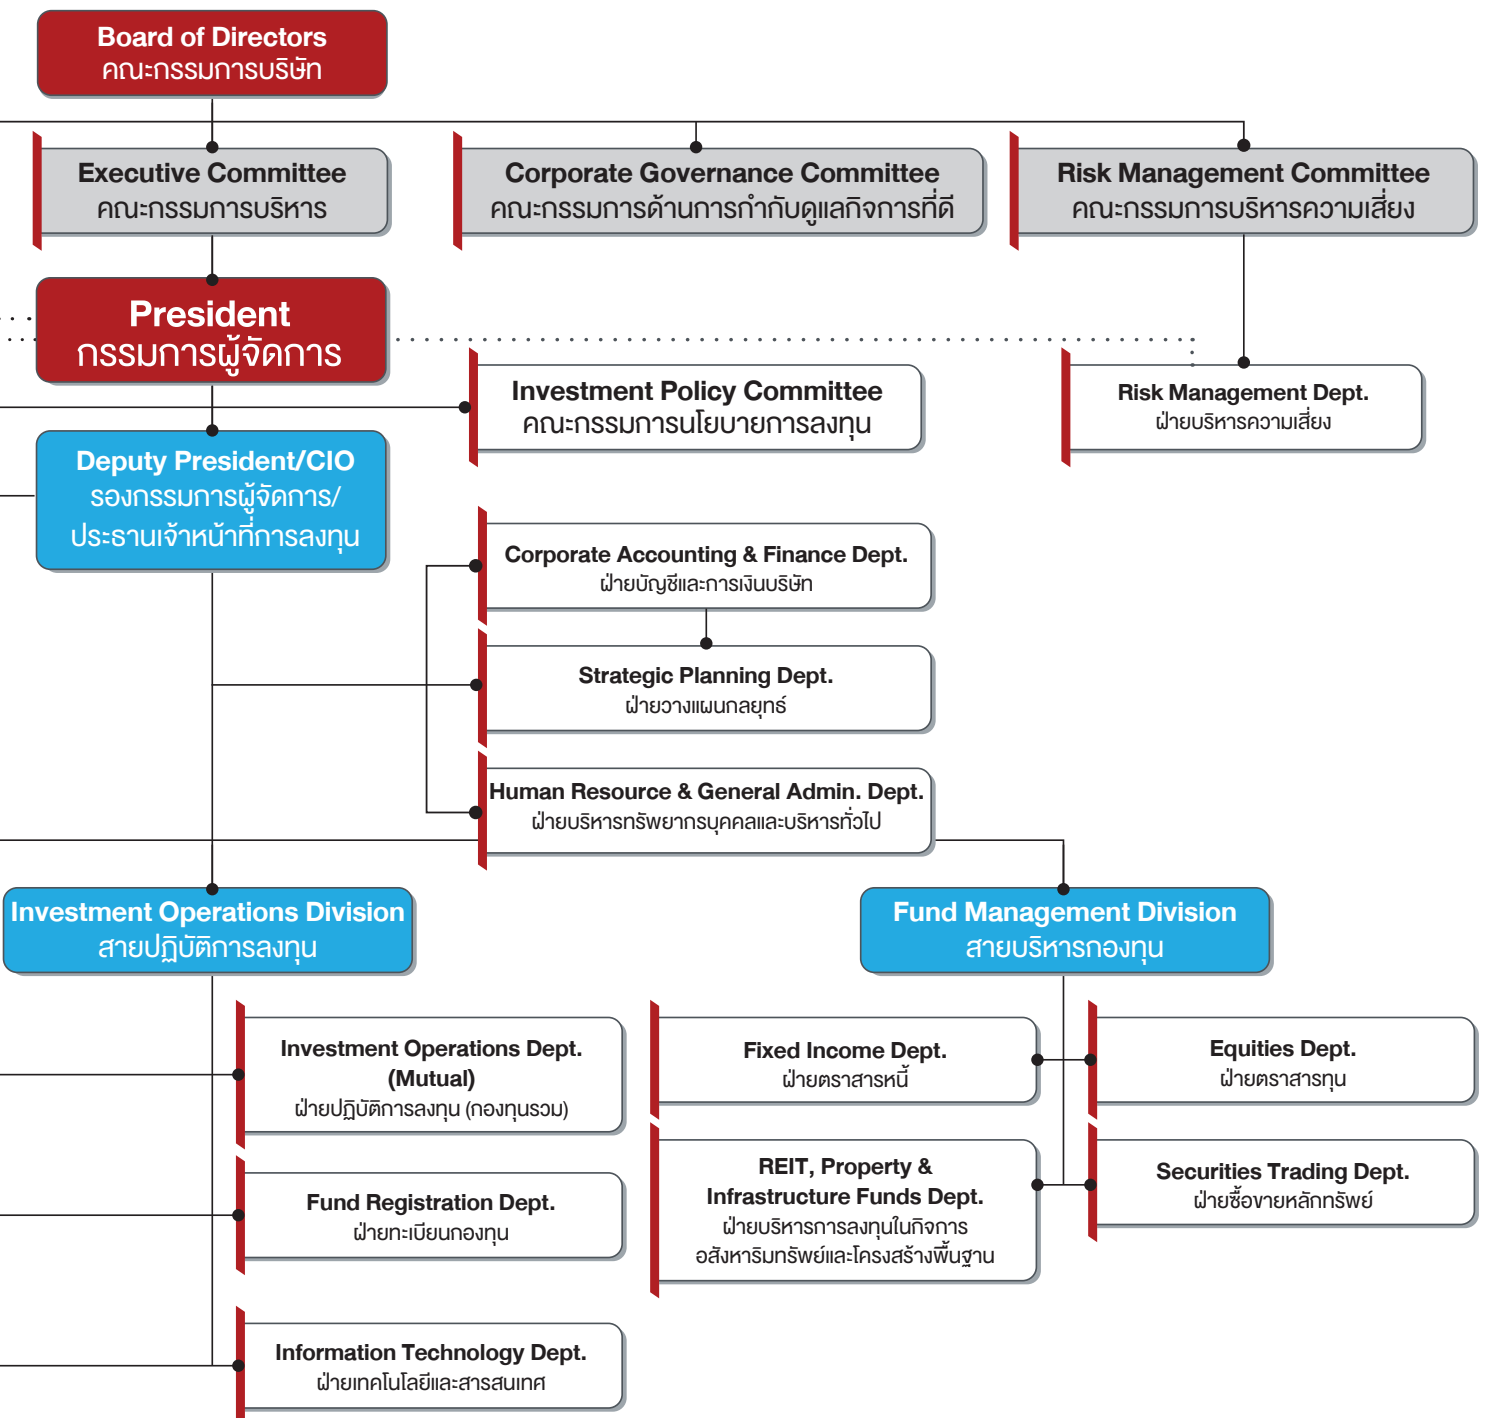 Board of Directors
คณะกรรมการบริษัท
Executive Committee
คณะกรรมการบริหาร
Corporate Governance Committee
คณะกรรมการด้านการกำกับดูแลกิจการที่ดี
Risk Management Committee
คณะกรรมการบริหารความเสี่ยง
President
กรรมการผู้จัดการ
Investment Policy Committee
คณะกรรมการนโยบายการลงทุน
Risk Management Dept.
ฝ่ายบริหารความเสี่ยง
Deputy President/CIO
รองกรรมการผู้จัดการ/
ประธานเจ้าหน้าที่การลงทุน
Corporate Accounting & Finance Dept.
ฝ่ายบัญชีและการเงินบริษัท
Strategic Planning Dept.
ฝ่ายวางแผนกลยุทธ์
Human Resource & General Admin. Dept.
ฝ่ายบริหารทรัพยากรบุคคลและบริหารทั่วไป
Investment Operations Division
สายปฏิบัติการลงทุน
Fund Management Division
สายบริหารกองทุน
Investment Operations Dept.
(Mutual)
ฝ่ายปฏิบัติการลงทุน (กองทุนรวม)
Fixed Income Dept.
ฝ่ายตราสารหนี้
Equities Dept.
ฝ่ายตราสารทุน
Fund Registration Dept.
ฝ่ายทะเบียนกองทุน
REIT, Property &
Infrastructure Funds Dept.
ฝ่ายบริหารการลงทุนในกิจการ
อสังหาริมทรัพย์และโครงสร้างพื้นฐาน
Securities Trading Dept.
ฝ่ายซื้อขายหลักทรัพย์
Information Technology Dept.
ฝ่ายเทคโนโลยีและสารสนเทศ